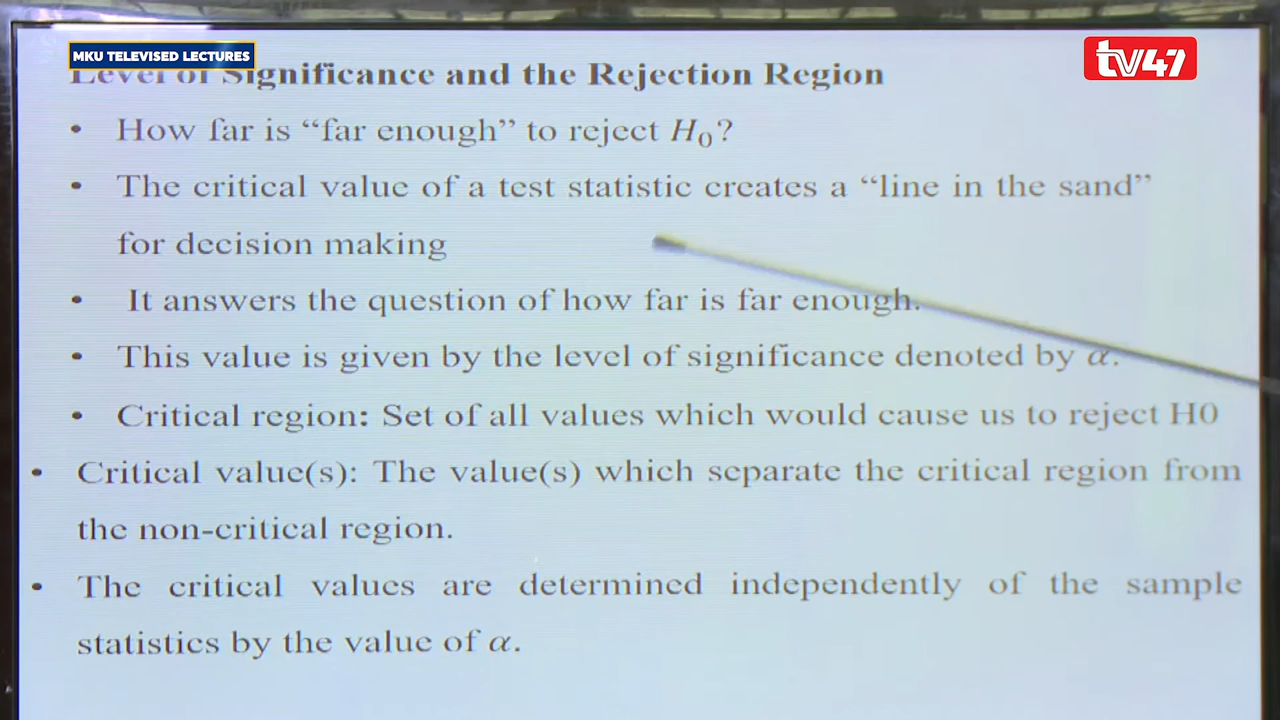 MKU TELEVISED LECTURES
tv47
Level of Significance and the Rejection Region
• How far is “far enough” to reject H₀?
• The critical value of a test statistic creates a “line in the sand”
for decision making
• It answers the question of how far is far enough.
• This value is given by the level of significance denoted by α.
• Critical region: Set of all values which would cause us to reject H0
• Critical value(s): The value(s) which separate the critical region from
the non-critical region.
• The critical values are determined independently of the sample
statistics by the value of α.